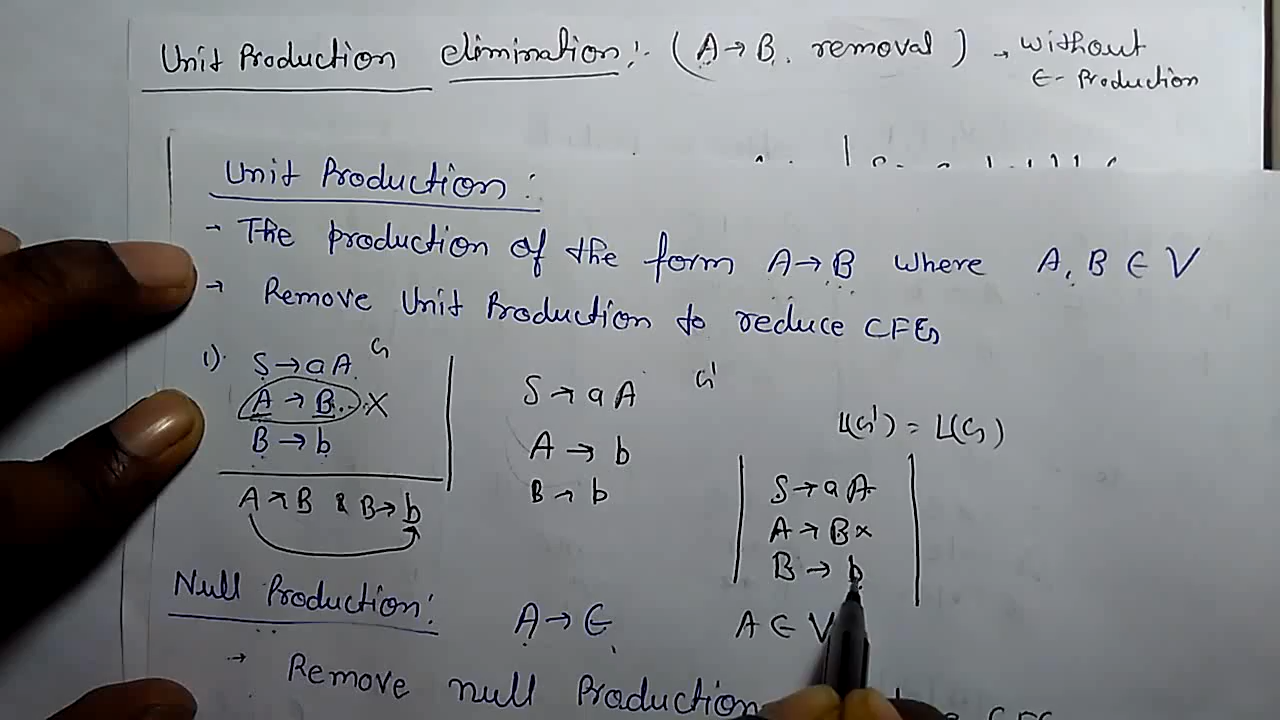 Unit Production elimination:- (A→B. removal) → without
ε-Production
Unit Production:
→ The production of the form A→B where A, B ∈ V
→ Remove Unit Production to reduce CFG
1). S→aA G
A→B X
B→b
A→B & B→b
S→aA G'
A→b
B→b
L(G') = L(G)
S→aA
A→B x
B→b
Null Production: A→ε A ∈ V
→ Remove null Production